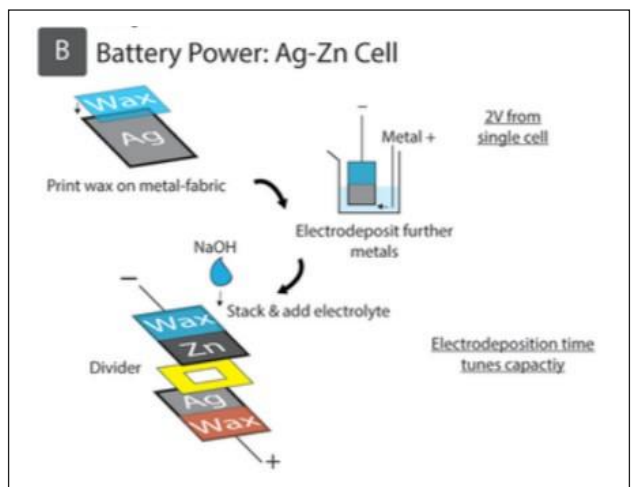 B Battery Power: Ag-Zn Cell
Wax
Ag
Print wax on metal-fabric
−
Metal +
2V from
single cell
Electrodeposit further
metals
NaOH
Stack & add electrolyte
−
Wax
Zn
Divider
Ag
Wax
+
Electrodeposition time
tunes capactiy